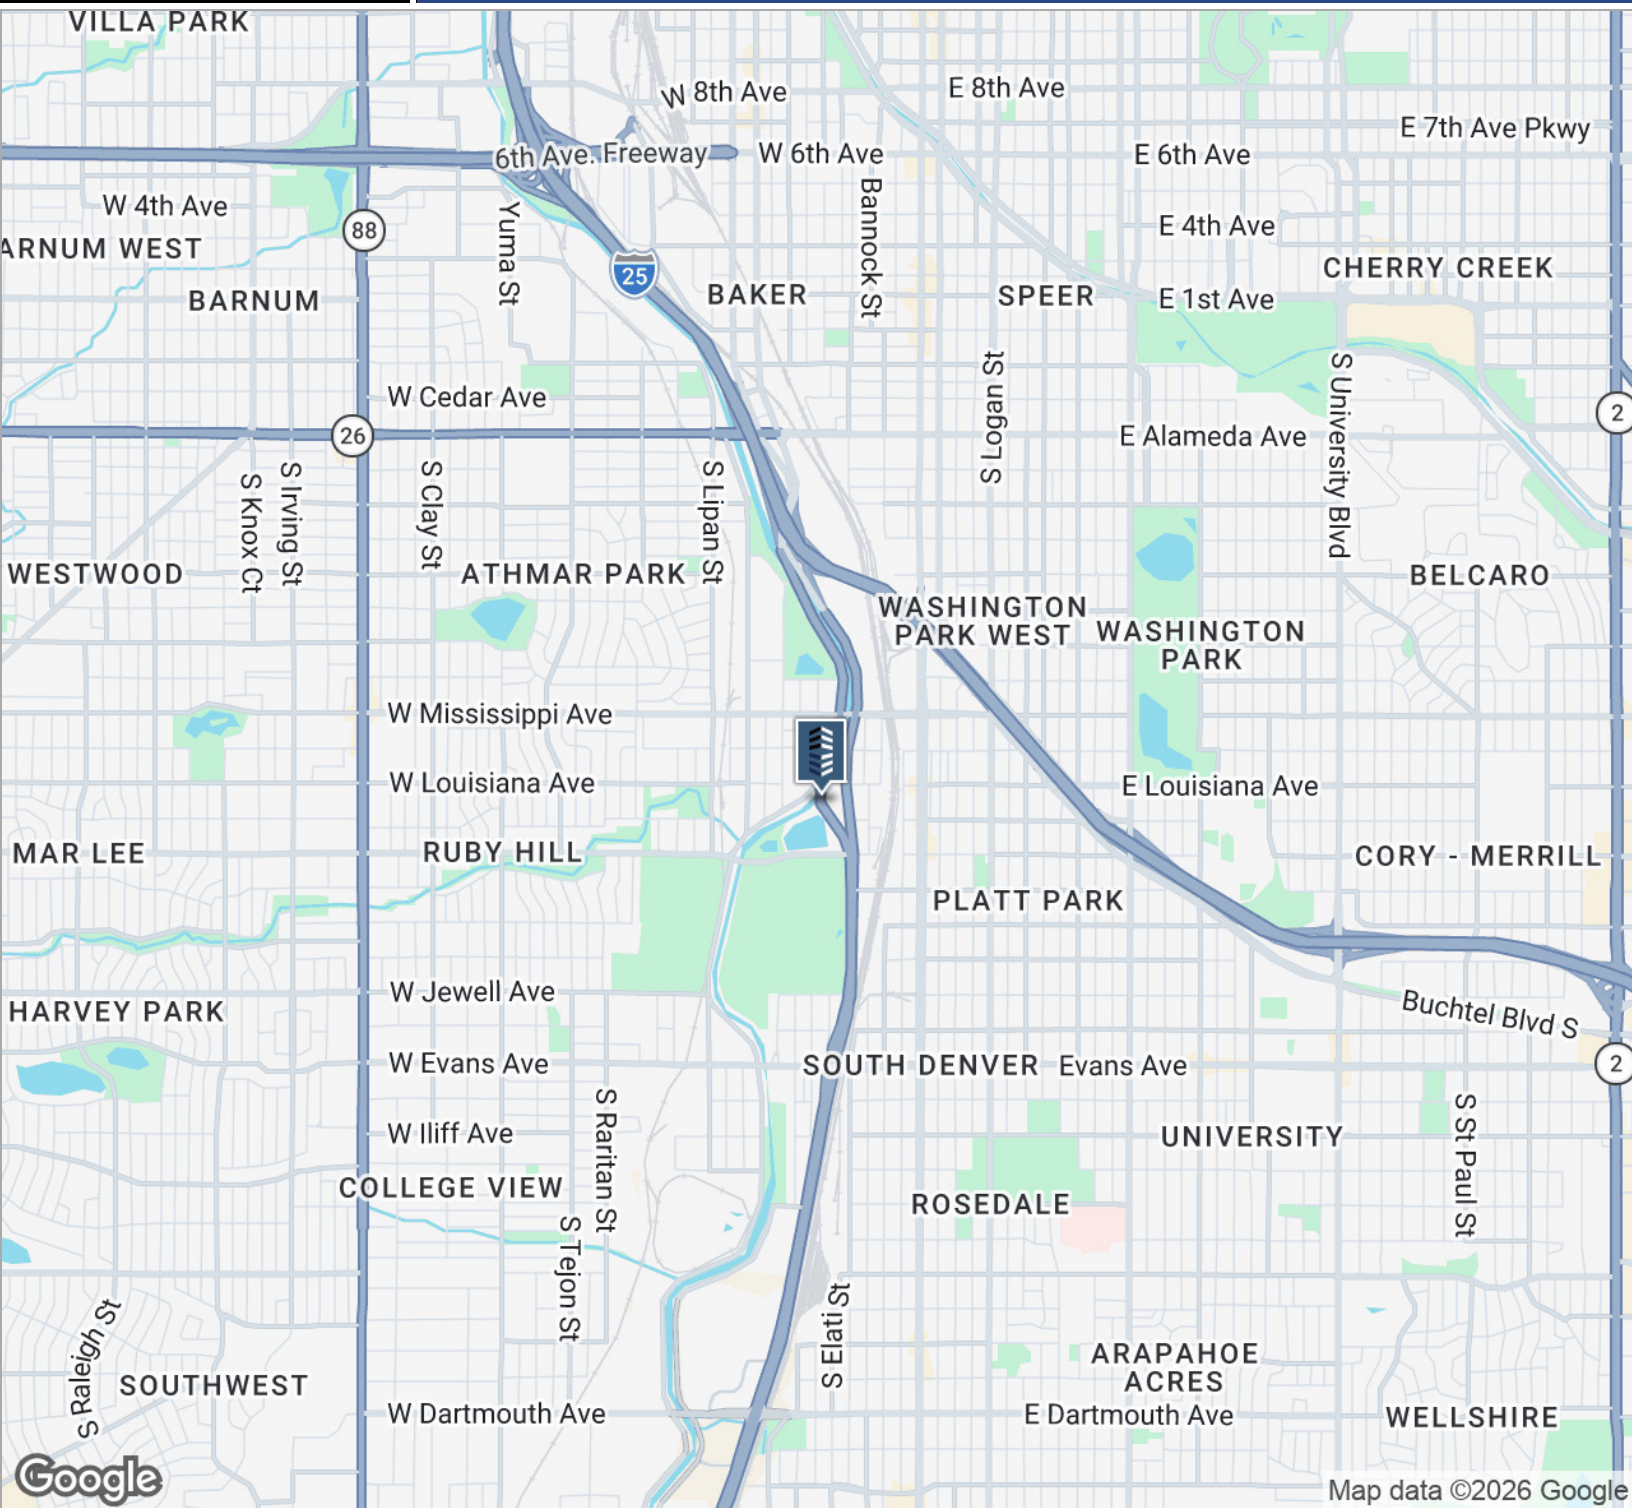 VILLA PARK
W 8th Ave
E 8th Ave
E 7th Ave Pkwy
6th Ave. Freeway
W 6th Ave
E 6th Ave
W 4th Ave
Yuma St
Bannock St
E 4th Ave
88
ARNUM WEST
25
CHERRY CREEK
BARNUM
BAKER
SPEER
E 1st Ave
W Cedar Ave
S Logan St
S University Blvd
2
26
E Alameda Ave
S Knox Ct
S Irving St
S Clay St
S Lipan St
WESTWOOD
ATHMAR PARK
BELCARO
WASHINGTON
PARK WEST
WASHINGTON
PARK
W Mississippi Ave
W Louisiana Ave
E Louisiana Ave
MAR LEE
RUBY HILL
CORY - MERRILL
PLATT PARK
W Jewell Ave
HARVEY PARK
Buchtel Blvd S
W Evans Ave
SOUTH DENVER
Evans Ave
2
S Raritan St
S St Paul St
W Iliff Ave
UNIVERSITY
COLLEGE VIEW
ROSEDALE
S Tejon St
S Elati St
S Raleigh St
ARAPAHOE
ACRES
SOUTHWEST
W Dartmouth Ave
E Dartmouth Ave
WELLSHIRE
Google
Map data ©2026 Google